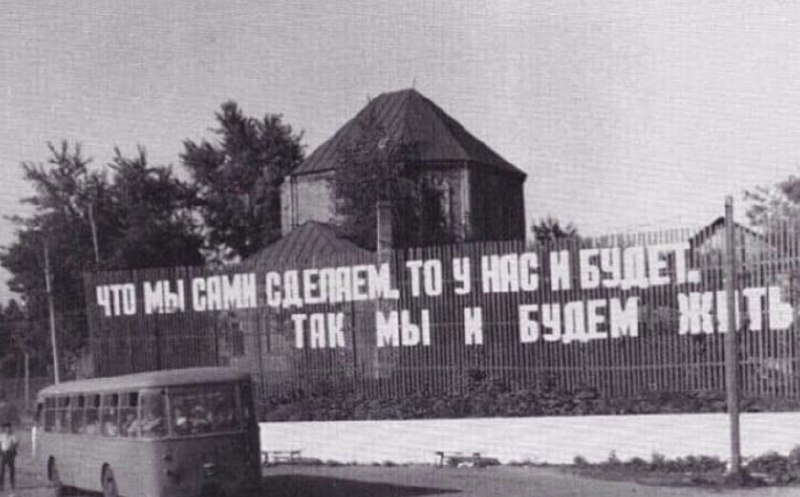 ЧТО МЫ САМИ СДЕЛАЕМ, ТО У НАС И БУДЕТ.
ТАК МЫ И БУДЕМ ЖИТЬ